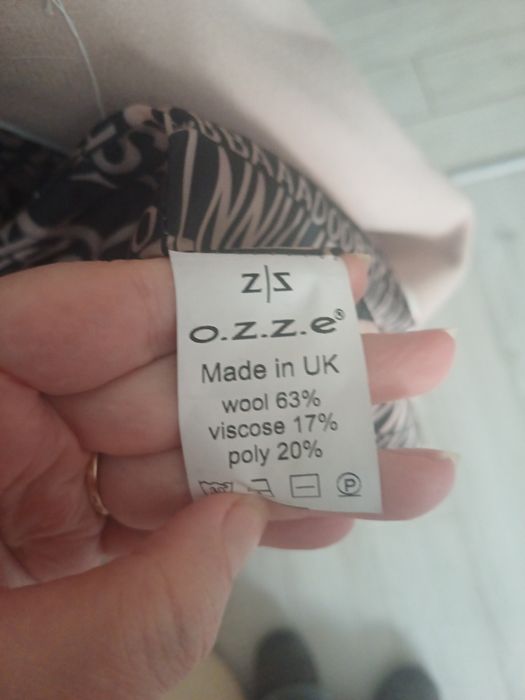 z|z
o.z.z.e®
Made in UK
wool 63%
viscose 17%
poly 20%
P